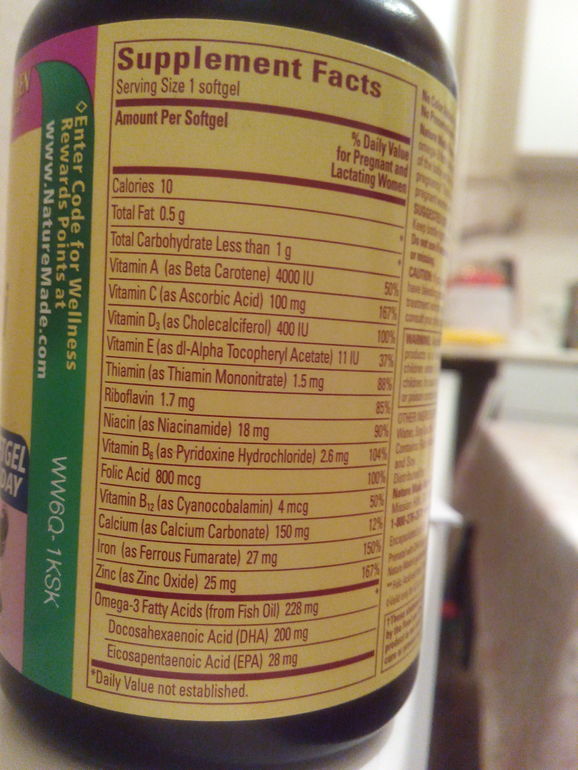 ◊Enter Code for Wellness
Rewards Points at
www.NatureMade.com
WW6Q-1KSK
GEL
DAY
Supplement Facts
Serving Size 1 softgel
Amount Per Softgel
% Daily Value
for Pregnant and
Lactating Women
Calories 10
Total Fat 0.5 g *
Total Carbohydrate Less than 1 g *
Vitamin A (as Beta Carotene) 4000 IU 50%
Vitamin C (as Ascorbic Acid) 100 mg 167%
Vitamin D₃ (as Cholecalciferol) 400 IU 100%
Vitamin E (as dl-Alpha Tocopheryl Acetate) 11 IU 37%
Thiamin (as Thiamin Mononitrate) 1.5 mg 88%
Riboflavin 1.7 mg 85%
Niacin (as Niacinamide) 18 mg 90%
Vitamin B₆ (as Pyridoxine Hydrochloride) 2.6 mg 104%
Folic Acid 800 mcg 100%
Vitamin B₁₂ (as Cyanocobalamin) 4 mcg 50%
Calcium (as Calcium Carbonate) 150 mg 12%
Iron (as Ferrous Fumarate) 27 mg 150%
Zinc (as Zinc Oxide) 25 mg 167%
Omega-3 Fatty Acids (from Fish Oil) 228 mg *
Docosahexaenoic Acid (DHA) 200 mg
Eicosapentaenoic Acid (EPA) 28 mg
*Daily Value not established.